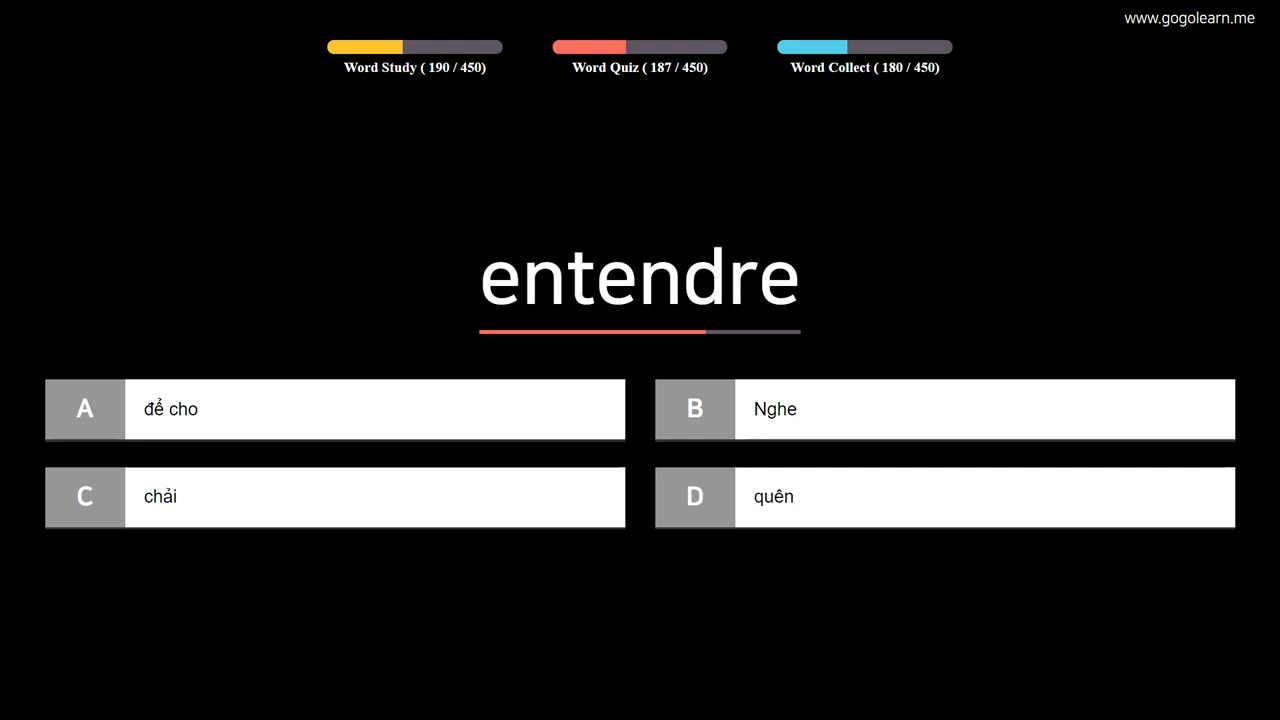 www.gogolearn.me
Word Study ( 190 / 450)
Word Quiz ( 187 / 450)
Word Collect ( 180 / 450)
entendre
A để cho
B Nghe
C chải
D quên